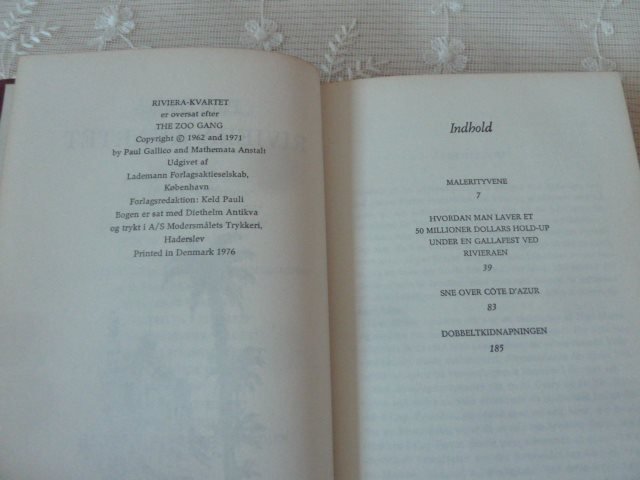 RIVIERA-KVARTET
er oversat efter
THE ZOO GANG
Copyright © 1962 and 1971
by Paul Gallico and Mathemata Anstalt
Udgivet af
Lademann Forlagsaktieselskab,
København
Forlagsredaktion: Keld Pauli
Bogen er sat med Diethelm Antikva
og trykt i A/S Modersmålets Trykkeri,
Haderslev
Printed in Denmark 1976
Indhold
MALERITYVENE
7
HVORDAN MAN LAVER ET
50 MILLIONER DOLLARS HOLD-UP
UNDER EN GALLAFEST VED
RIVIERAEN
39
SNE OVER CÔTE D'AZUR
83
DOBBELTKIDNAPNINGEN
185